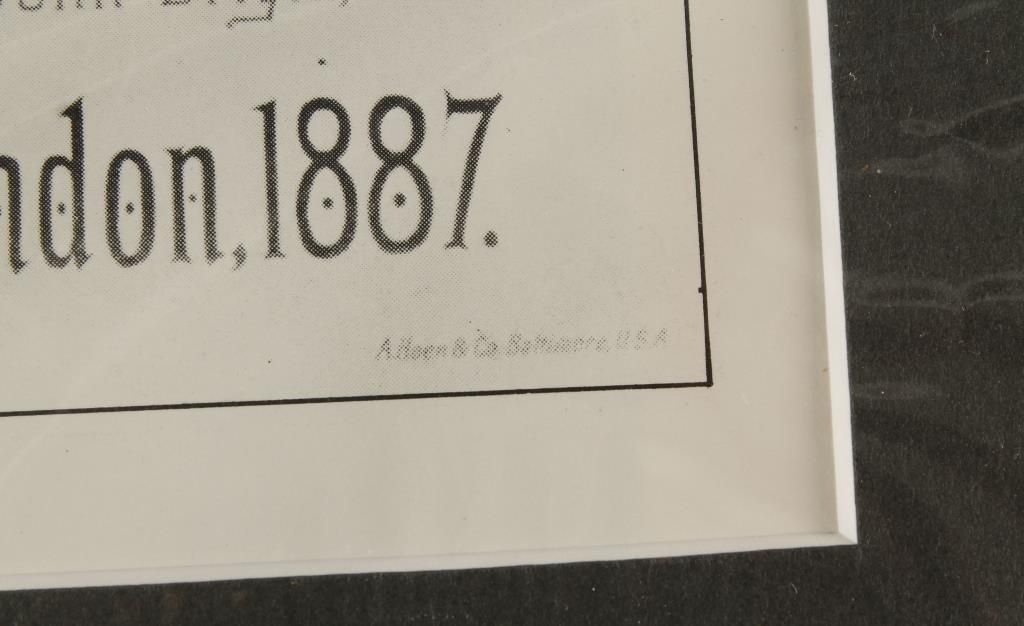 ndon, 1887.
A. Hoen & Co. Baltimore, U.S.A.